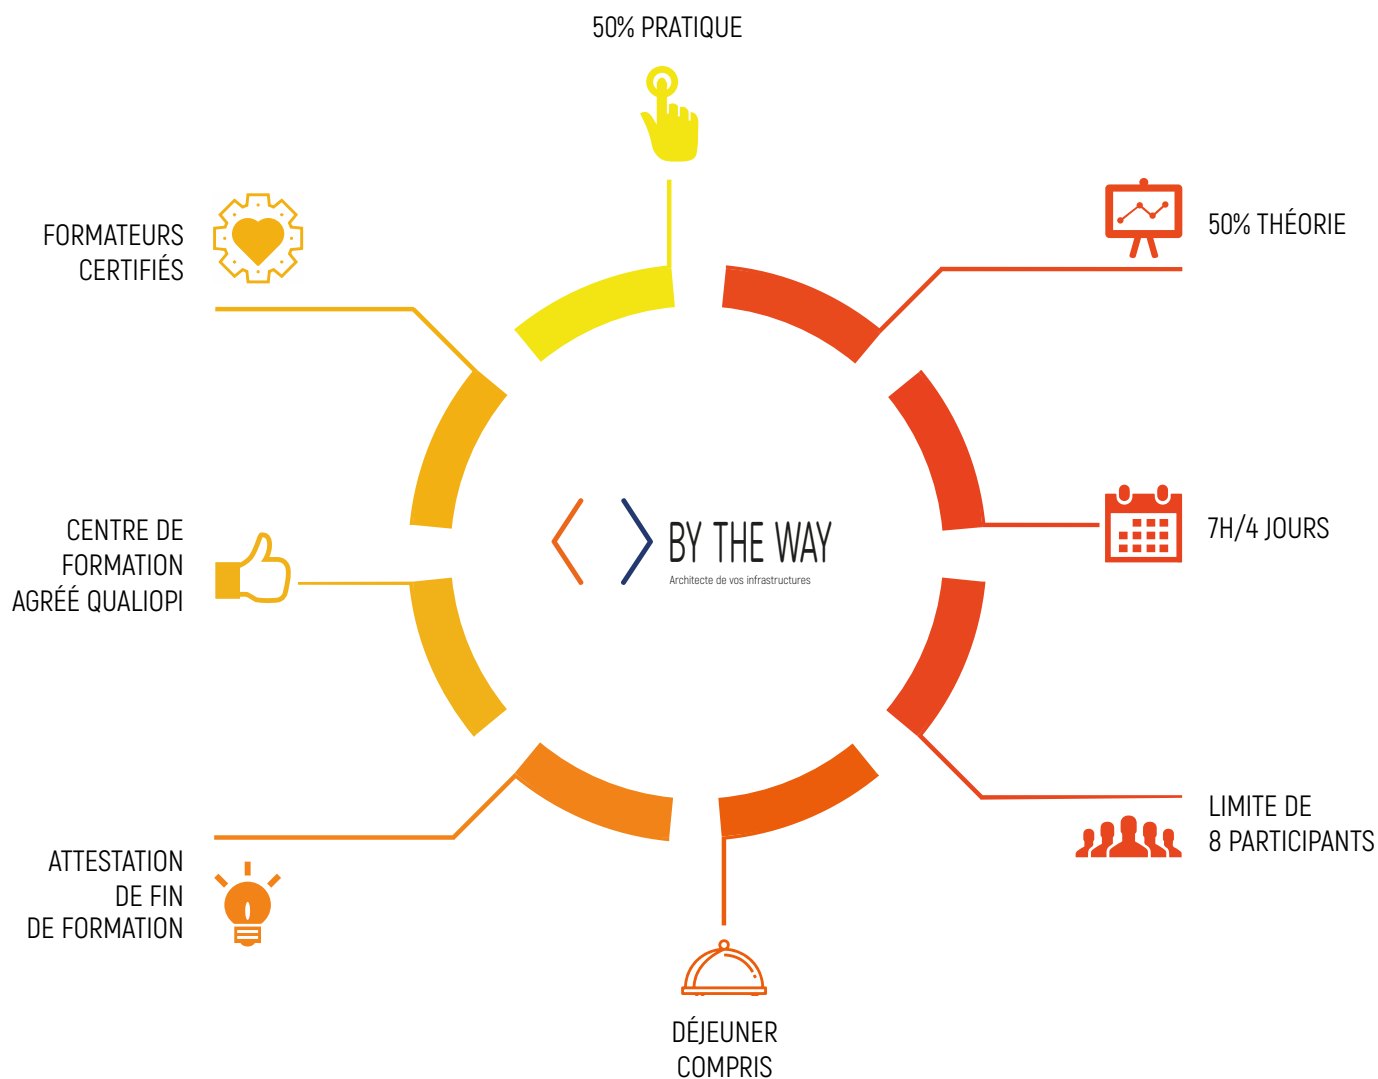 50% PRATIQUE
50% THÉORIE
FORMATEURS
CERTIFIÉS
7H/4 JOURS
CENTRE DE
FORMATION
AGRÉÉ QUALIOPI
BY THE WAY
Architecte de vos infrastructures
LIMITE DE
8 PARTICIPANTS
ATTESTATION
DE FIN
DE FORMATION
DÉJEUNER
COMPRIS